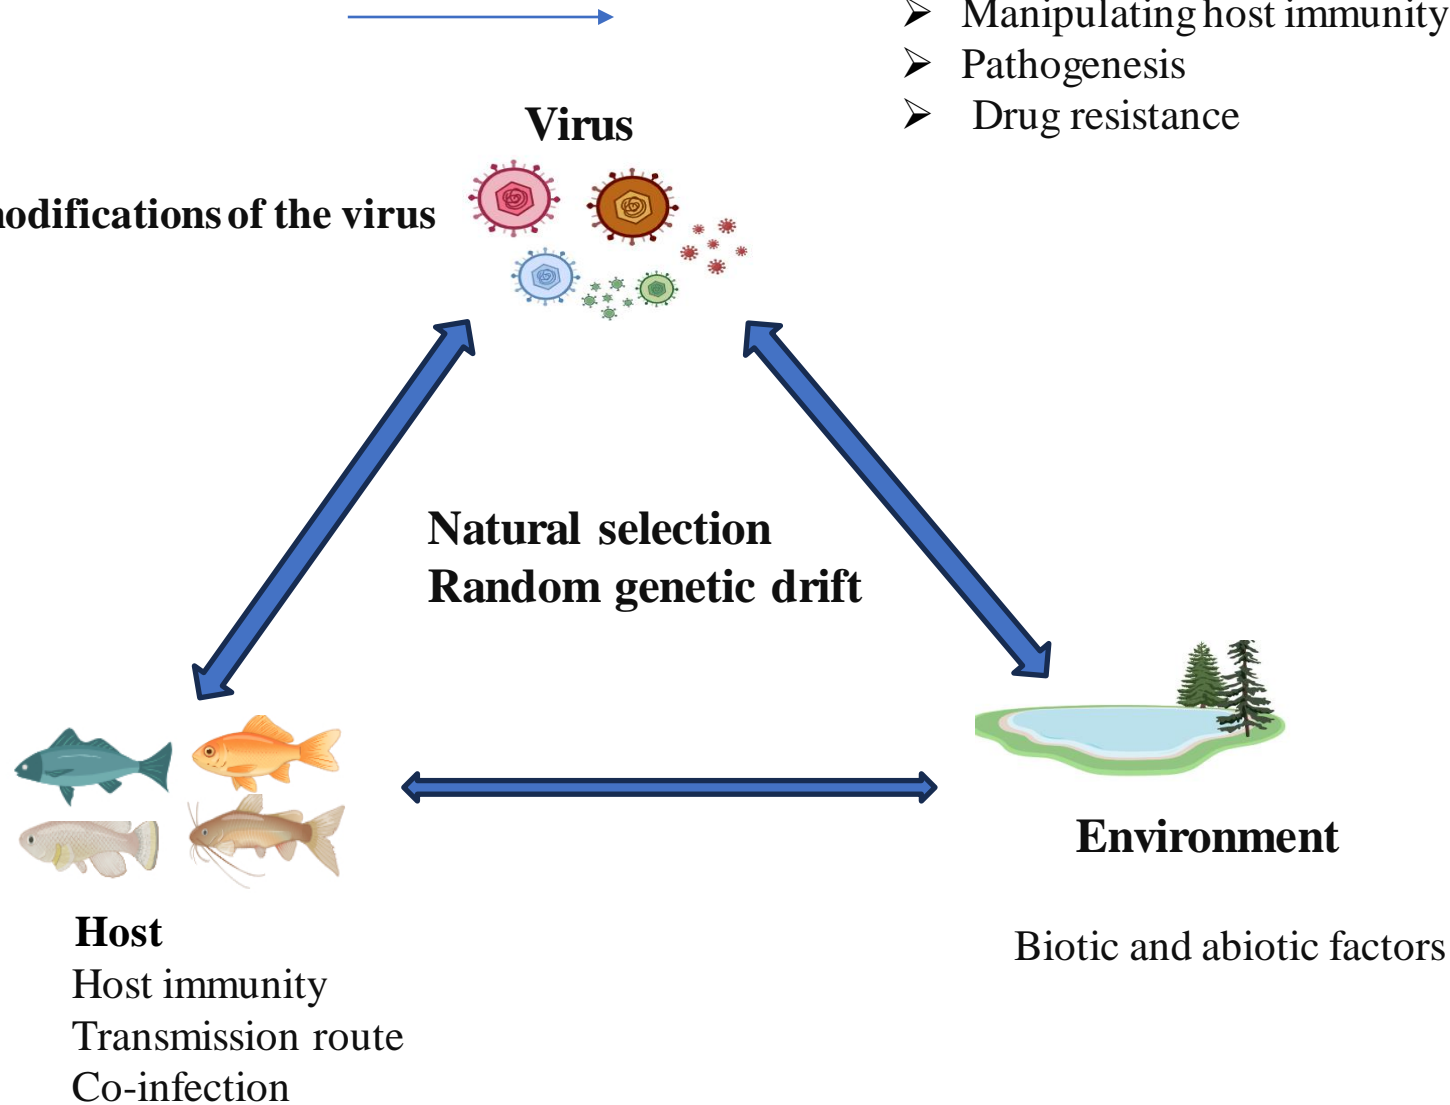 Manipulating host immunity
Pathogenesis
Drug resistance
Virus
of the virus
Natural selection
Random genetic drift
Environment
Host
Biotic and abiotic factors
Host immunity
Transmission route
Co-infection